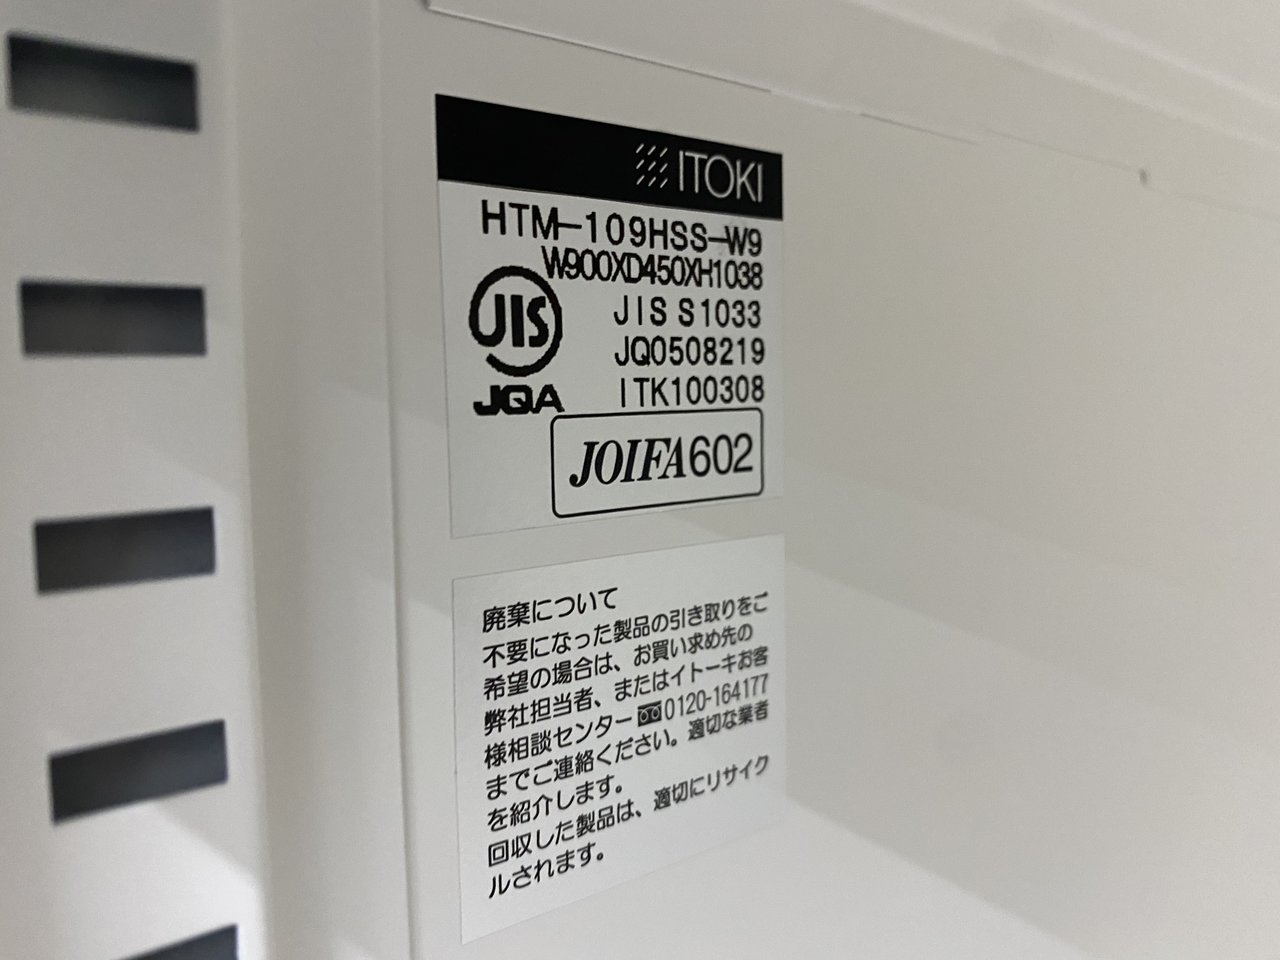 ITOKI
HTM-109HSS-W9
W900XD450XH1038
JIS S1033
JQ0508219
ITK100308
JIS
JQA
JOIFA602
廃棄について
不要になった製品の引き取りをご
希望の場合は、お買い求め先の
弊社担当者、またはイトーキお客
様相談センター0120-164177
までご連絡ください。適切な業者
を紹介します。
回収した製品は、適切にリサイク
ルされます。